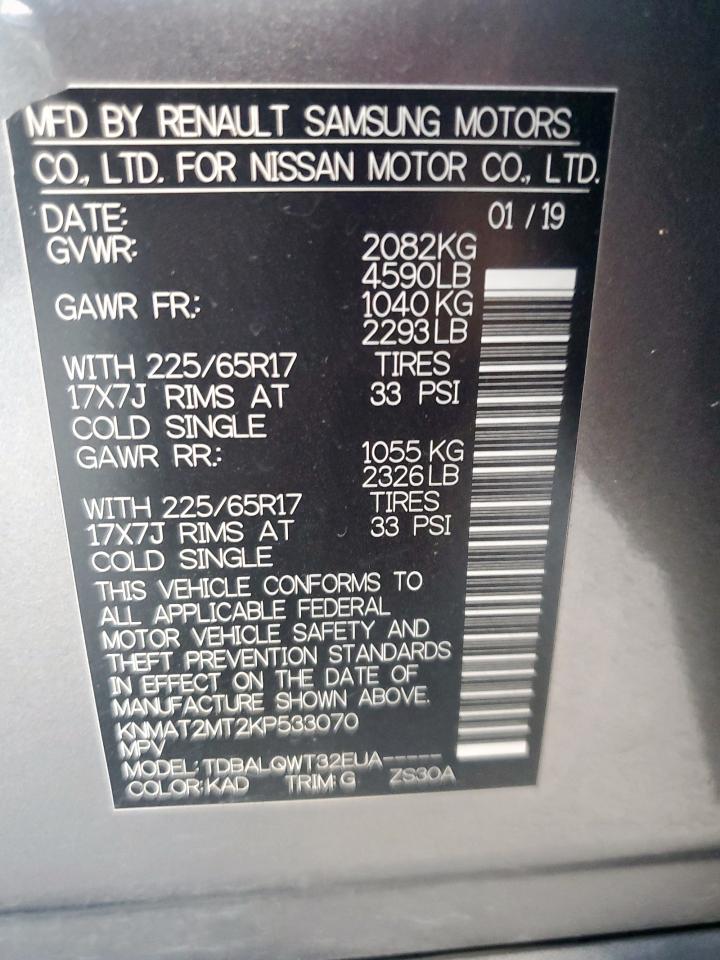 MFD BY RENAULT SAMSUNG MOTORS
CO., LTD. FOR NISSAN MOTOR CO., LTD.
DATE: 01 / 19
GVWR: 2082KG
4590LB
GAWR FR.: 1040 KG
2293 LB
WITH 225/65R17 TIRES
17X7J RIMS AT 33 PSI
COLD SINGLE
GAWR RR.: 1055 KG
2326 LB
WITH 225/65R17 TIRES
17X7J RIMS AT 33 PSI
COLD SINGLE
THIS VEHICLE CONFORMS TO
ALL APPLICABLE FEDERAL
MOTOR VEHICLE SAFETY AND
THEFT PREVENTION STANDARDS
IN EFFECT ON THE DATE OF
MANUFACTURE SHOWN ABOVE.
KNMAT2MT2KP533070
MPV
MODEL: TDBALQWT32EUA-----
COLOR: KAD TRIM: G ZS30A